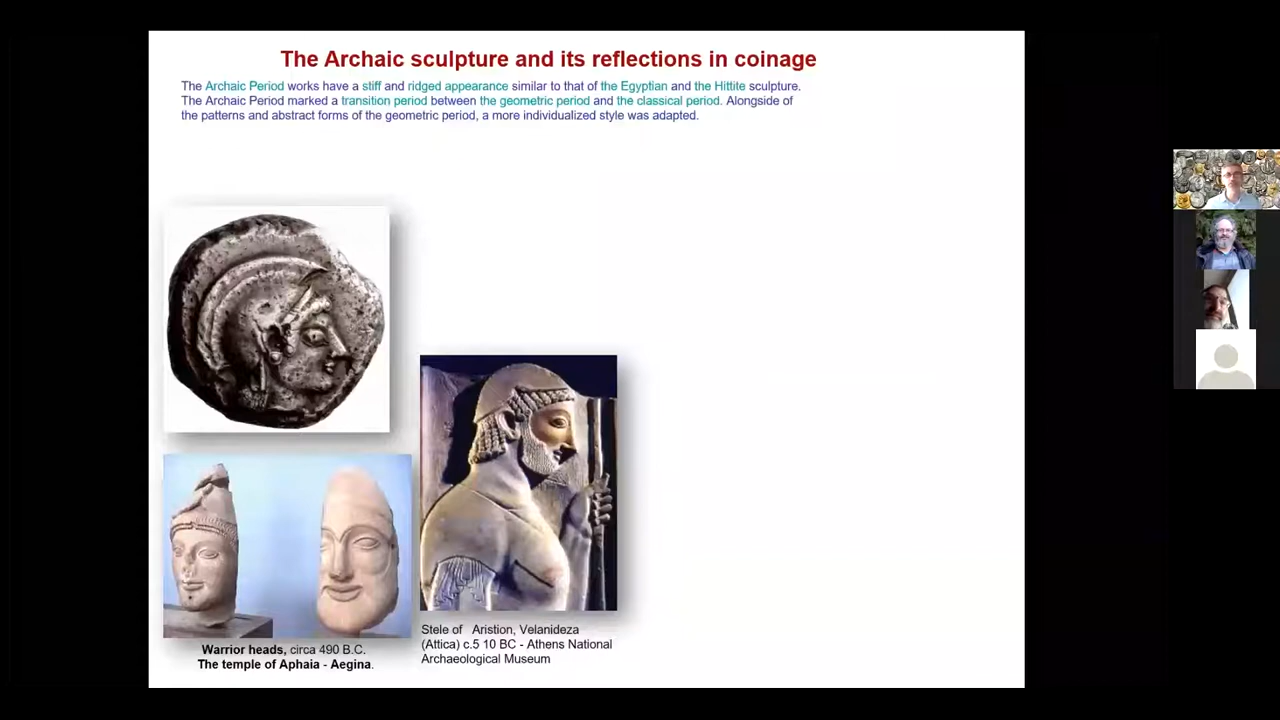 The Archaic sculpture and its reflections in coinage
The Archaic Period works have a stiff and ridged appearance similar to that of the Egyptian and the Hittite sculpture.
The Archaic Period marked a transition period between the geometric period and the classical period. Alongside of
the patterns and abstract forms of the geometric period, a more individualized style was adapted.
Stele of Aristion, Velanideza
(Attica) c.5 10 BC - Athens National
Archaeological Museum
Warrior heads, circa 490 B.C.
The temple of Aphaia - Aegina.